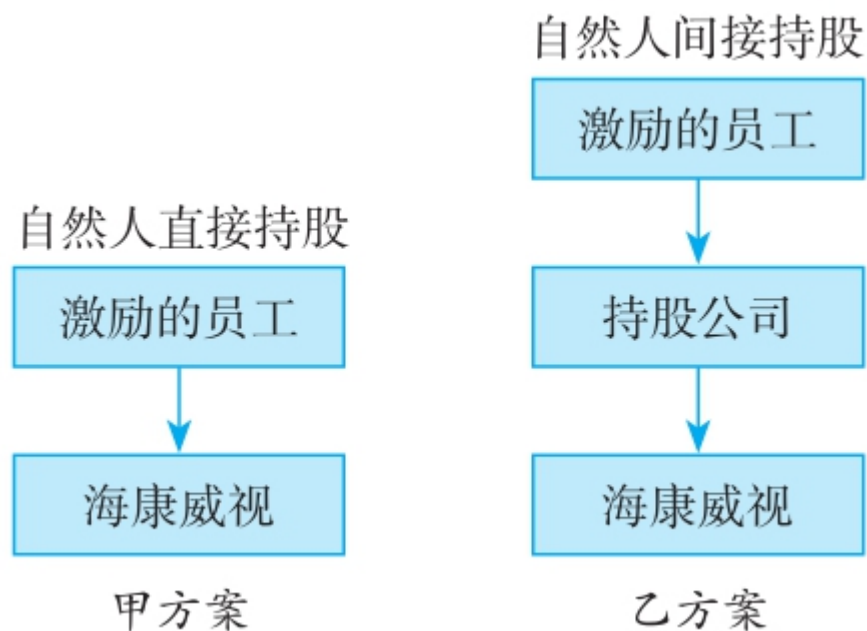 自然人直接持股
激励的员工
海康威视
甲方案
自然人间接持股
激励的员工
持股公司
海康威视
乙方案